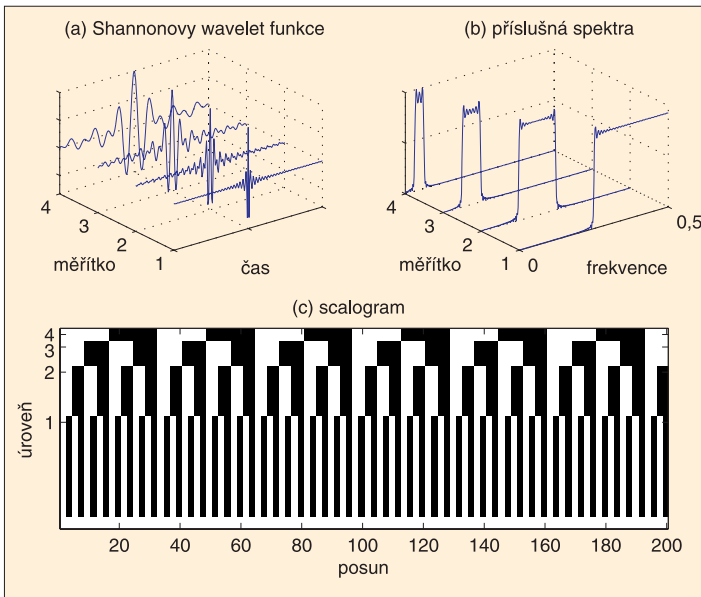 (a) Shannonovy wavelet funkce
(b) příslušná spektra
4
3
2
1
měřítko
čas
4
3
2
1
0
0,5
měřítko
frekvence
(c) scalogram
4
3
2
1
úroveň
20 40 60 80 100 120 140 160 180 200
posun